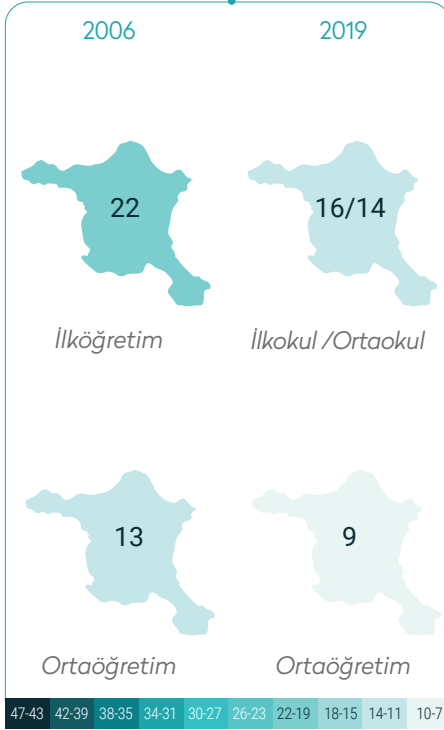 2006 2019
22 16/14
İlköğretim İlkokul /Ortaokul
13 9
Ortaöğretim Ortaöğretim
47-43 42-39 38-35 34-31 30-27 26-23 22-19 18-15 14-11 10-7